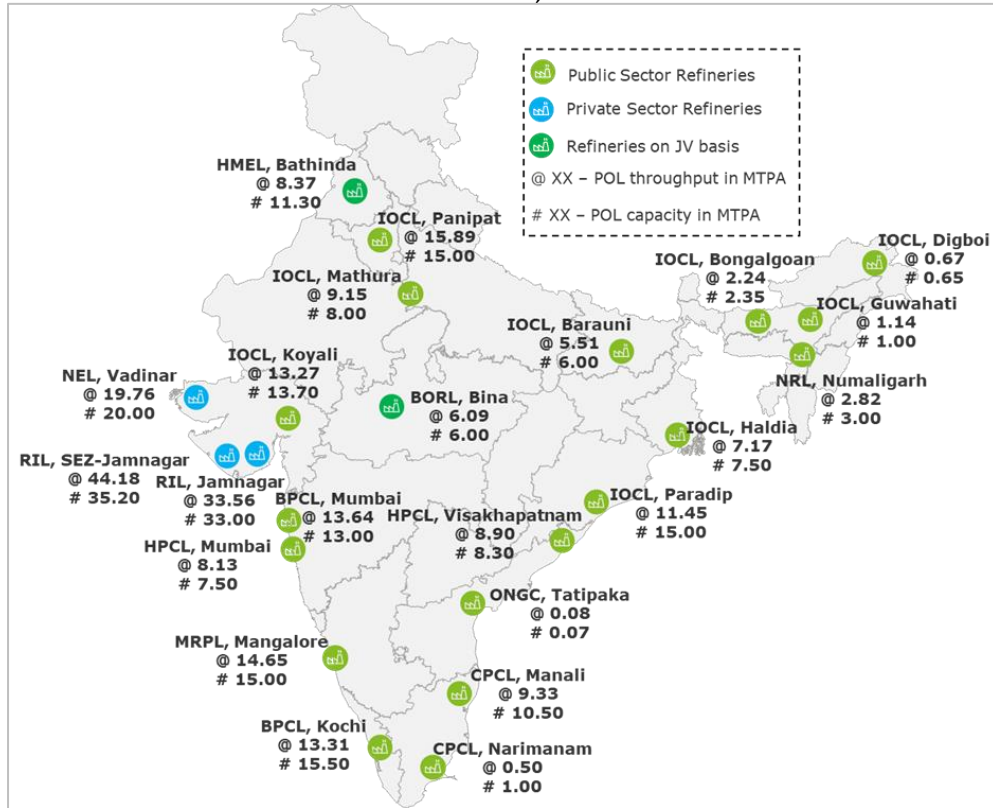 Public Sector Refineries
Private Sector Refineries
Refineries on JV basis
@ XX – POL throughput in MTPA
# XX – POL capacity in MTPA
HMEL, Bathinda
@ 8.37
# 11.30
IOCL, Panipat
@ 15.89
# 15.00
IOCL, Mathura
@ 9.15
# 8.00
IOCL, Digboi
@ 0.67
# 0.65
IOCL, Bongalgoan
@ 2.24
# 2.35
IOCL, Guwahati
@ 1.14
# 1.00
IOCL, Barauni
@ 5.51
# 6.00
NRL, Numaligarh
@ 2.82
# 3.00
IOCL, Koyali
@ 13.27
# 13.70
NEL, Vadinar
@ 19.76
# 20.00
BORL, Bina
@ 6.09
# 6.00
IOCL, Haldia
@ 7.17
# 7.50
RIL, SEZ-Jamnagar
@ 44.18
# 35.20
RIL, Jamnagar
@ 33.56
# 33.00
BPCL, Mumbai
@ 13.64
# 13.00
HPCL, Visakhapatnam
@ 8.90
# 8.30
IOCL, Paradip
@ 11.45
# 15.00
HPCL, Mumbai
@ 8.13
# 7.50
ONGC, Tatipaka
@ 0.08
# 0.07
MRPL, Mangalore
@ 14.65
# 15.00
CPCL, Manali
@ 9.33
# 10.50
BPCL, Kochi
@ 13.31
# 15.50
CPCL, Narimanam
@ 0.50
# 1.00